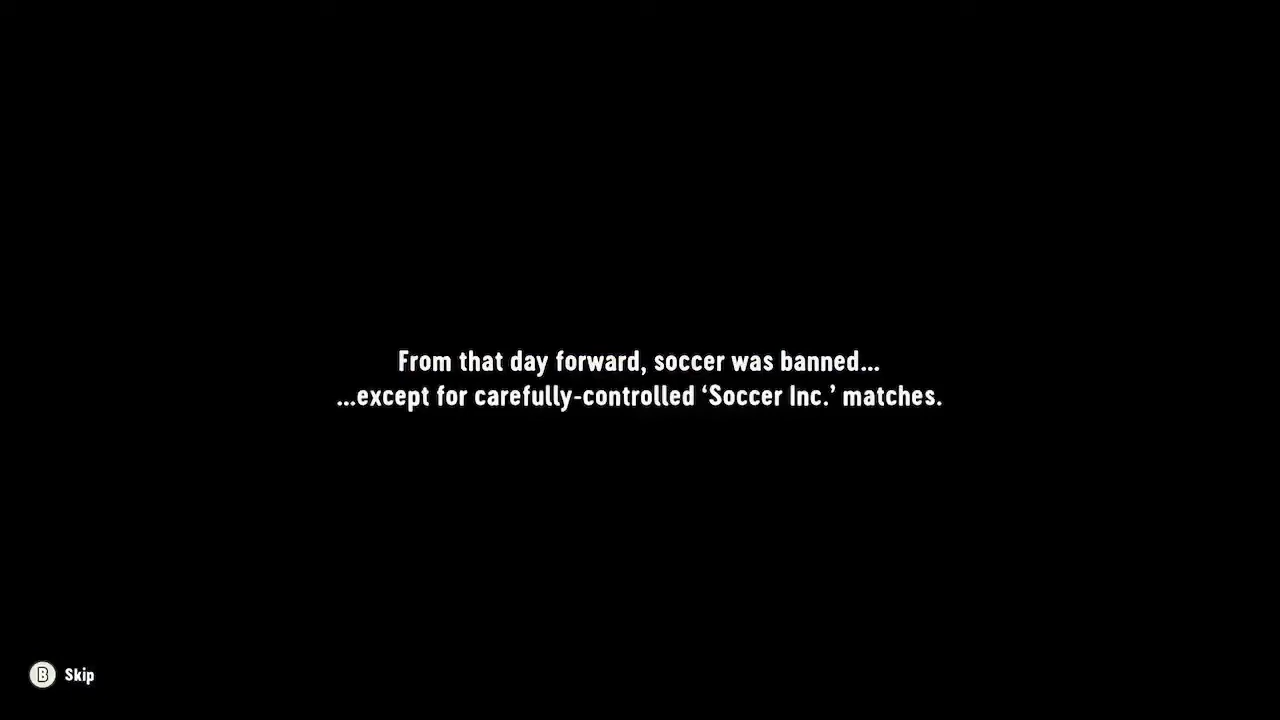 From that day forward, soccer was banned...
...except for carefully-controlled ‘Soccer Inc.’ matches.
B Skip